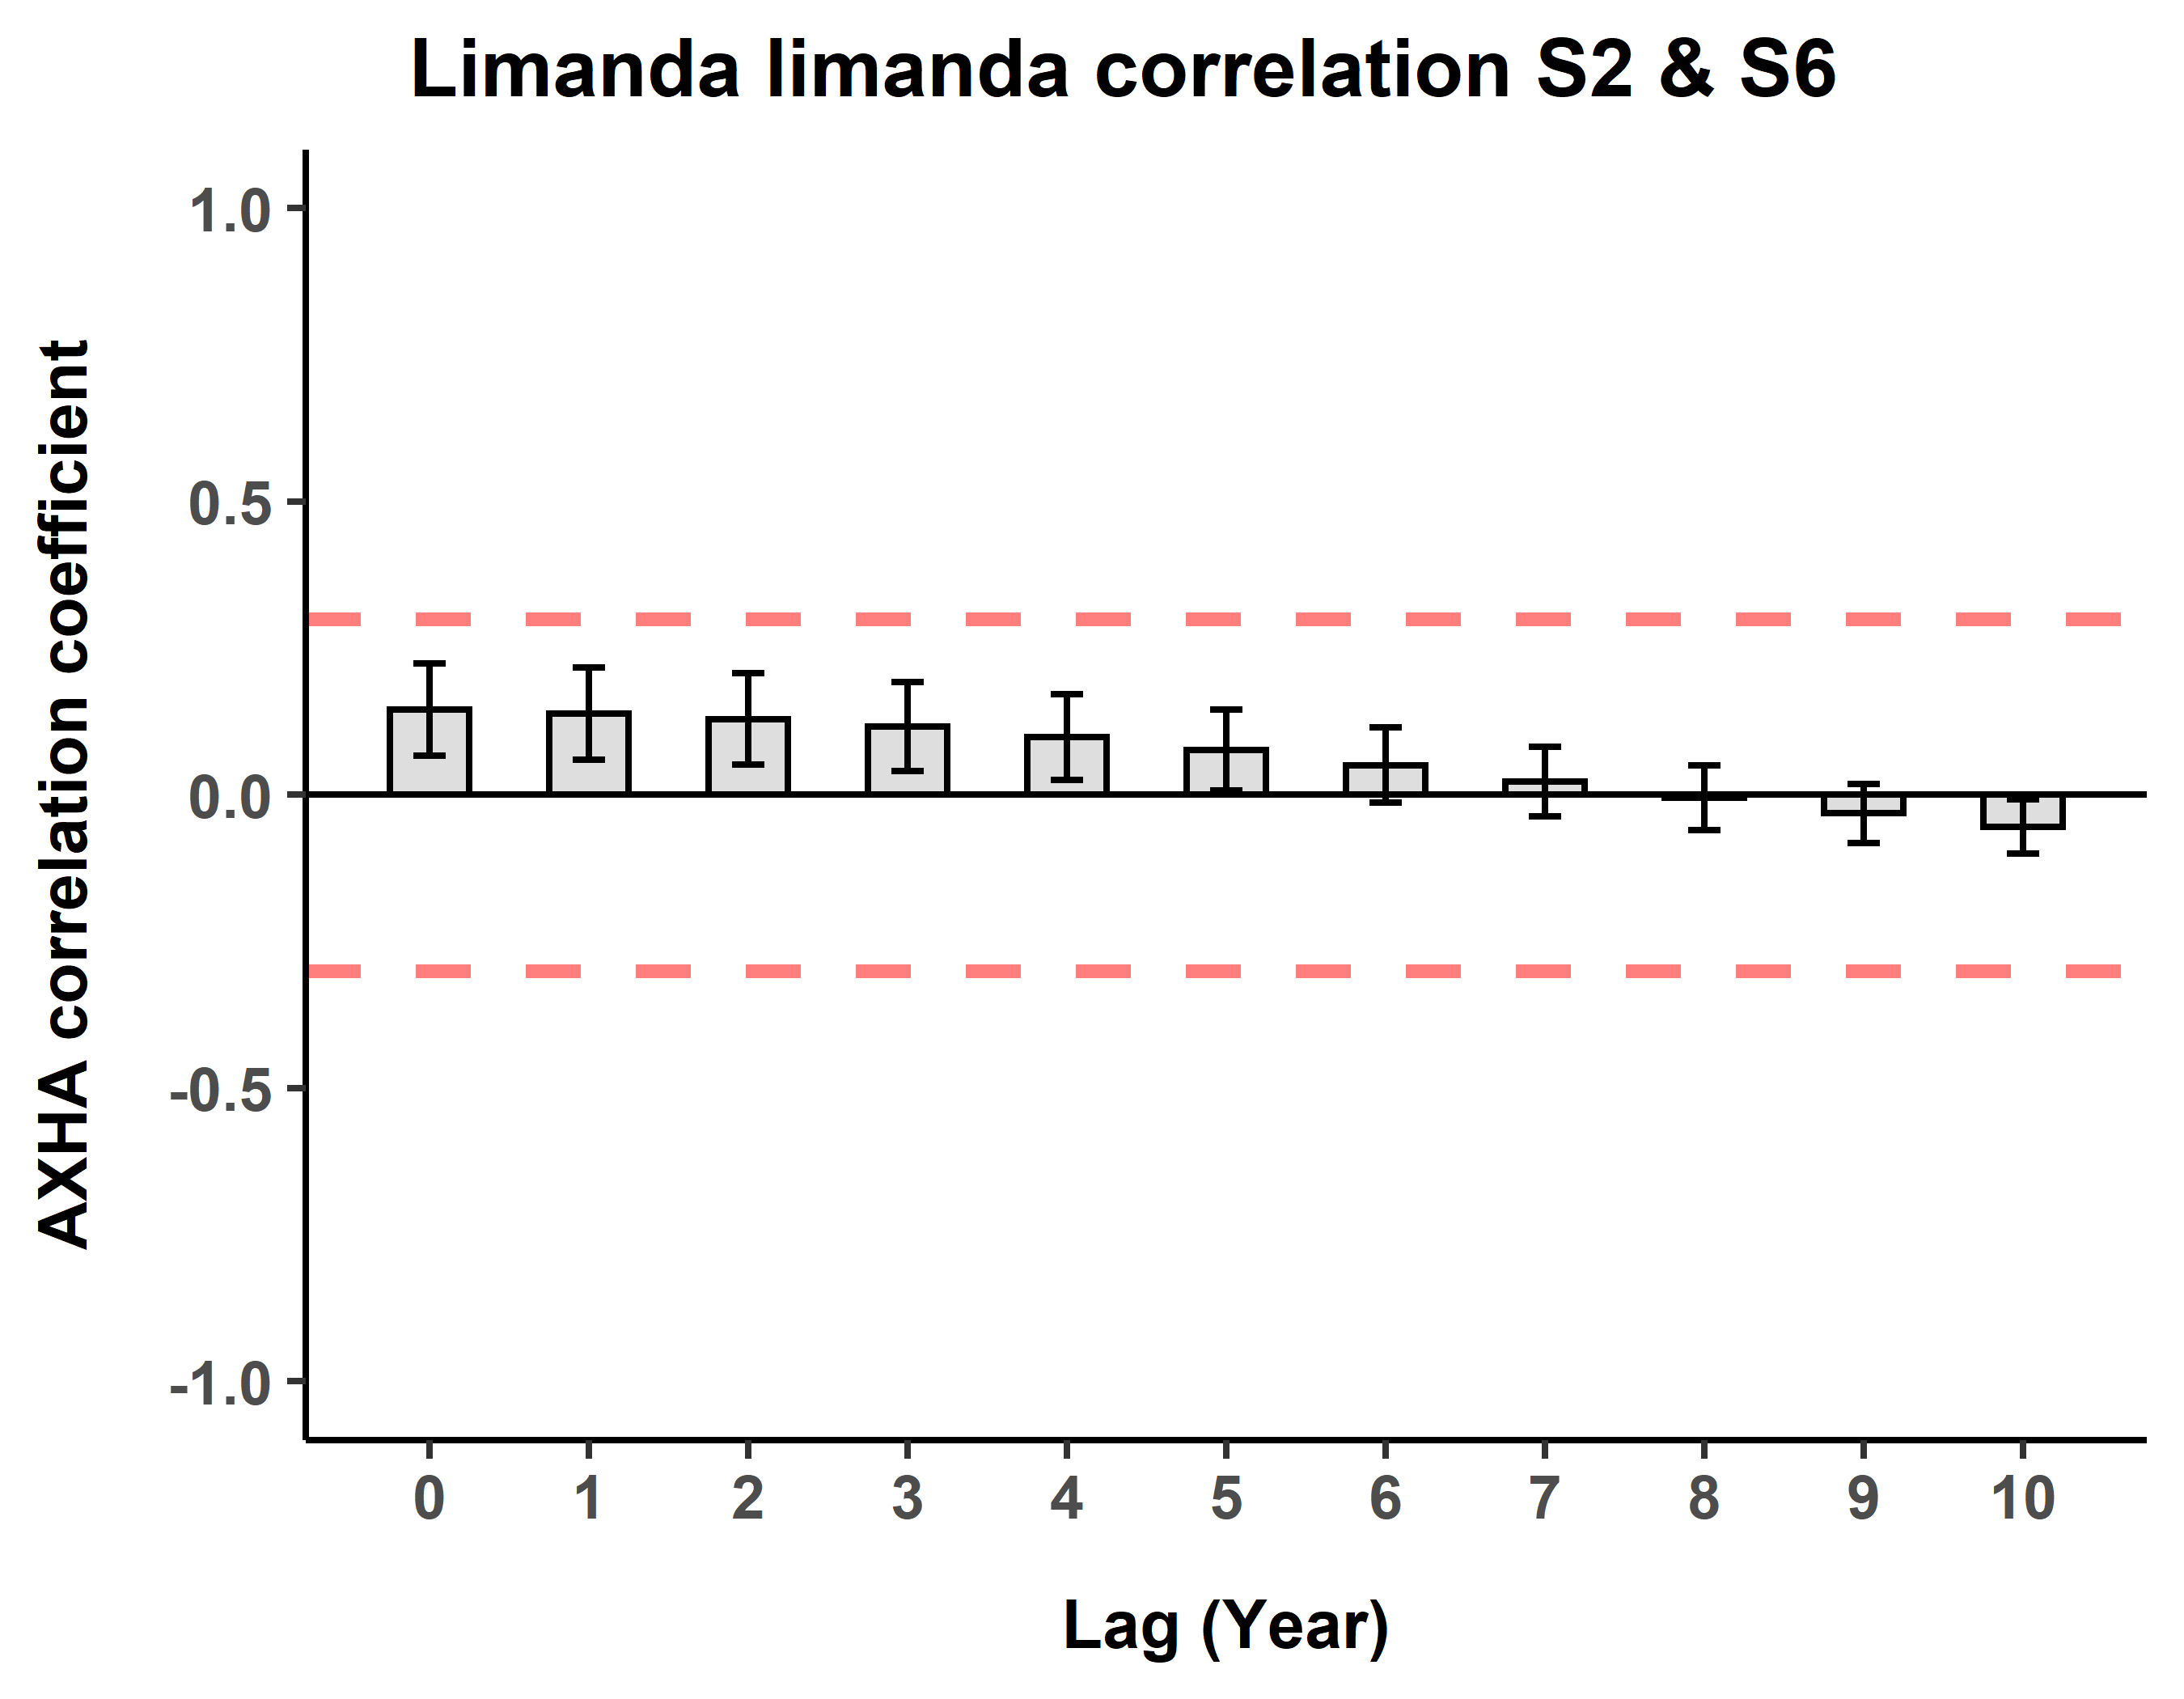 Limanda limanda correlation S2 & S6
AXHA correlation coefficient
1.0
0.5
0.0
-0.5
-1.0
0 1 2 3 4 5 6 7 8 9 10
Lag (Year)